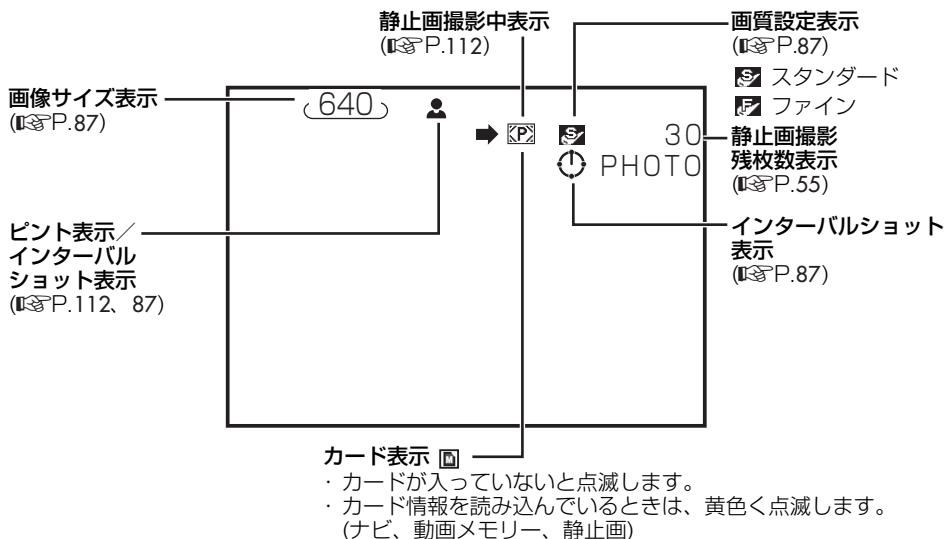 静止画撮影中表示
(☞P.112)
画質設定表示
(☞P.87)
S スタンダード
F ファイン
画像サイズ表示
(☞P.87)
640
P
S
30
PHOTO
静止画撮影
残枚数表示
(☞P.55)
ピント表示／
インターバル
ショット表示
(☞P.112、87)
インターバルショット
表示
(☞P.87)
カード表示 M
・カードが入っていないと点滅します。
・カード情報を読み込んでいるときは、黄色く点滅します。
(ナビ、動画メモリー、静止画)